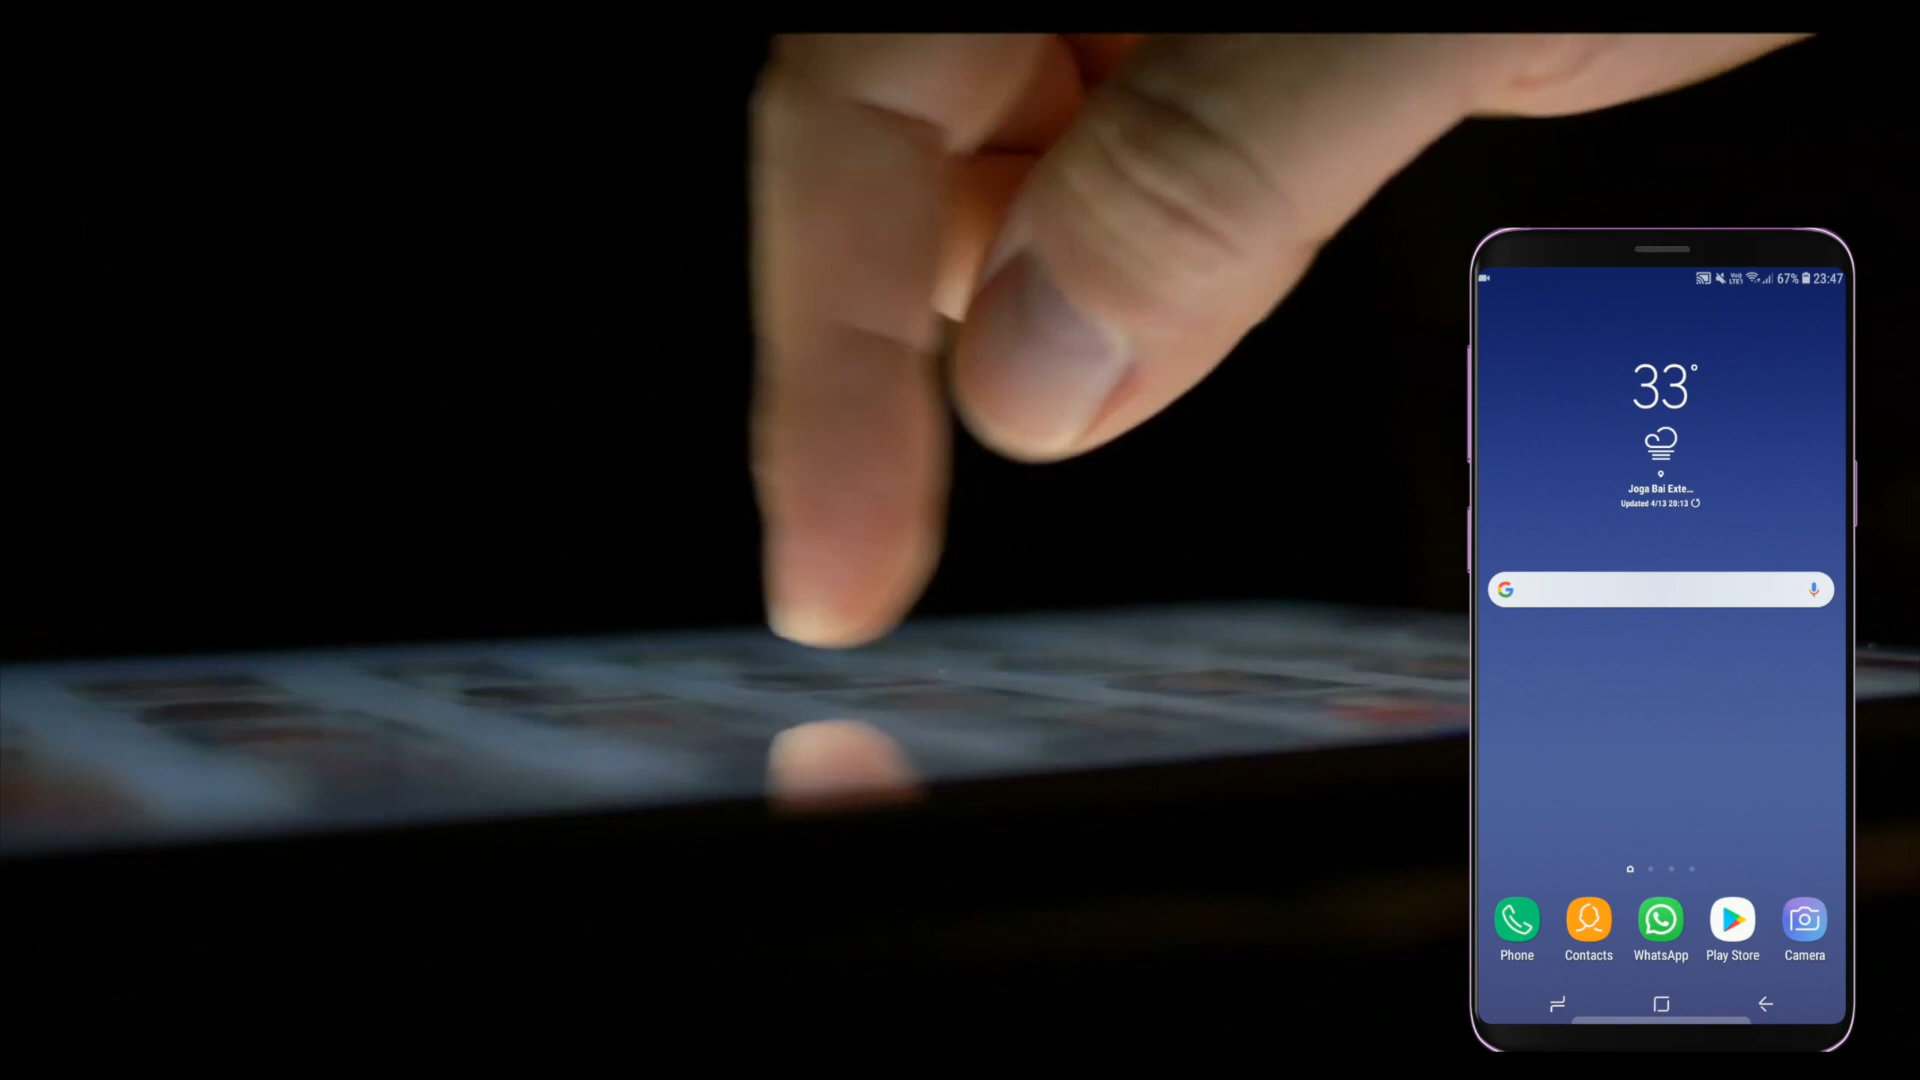 67% 23:47
33°
Joga Bai Exte...
Updated 4/13 20:13
Phone Contacts WhatsApp Play Store Camera